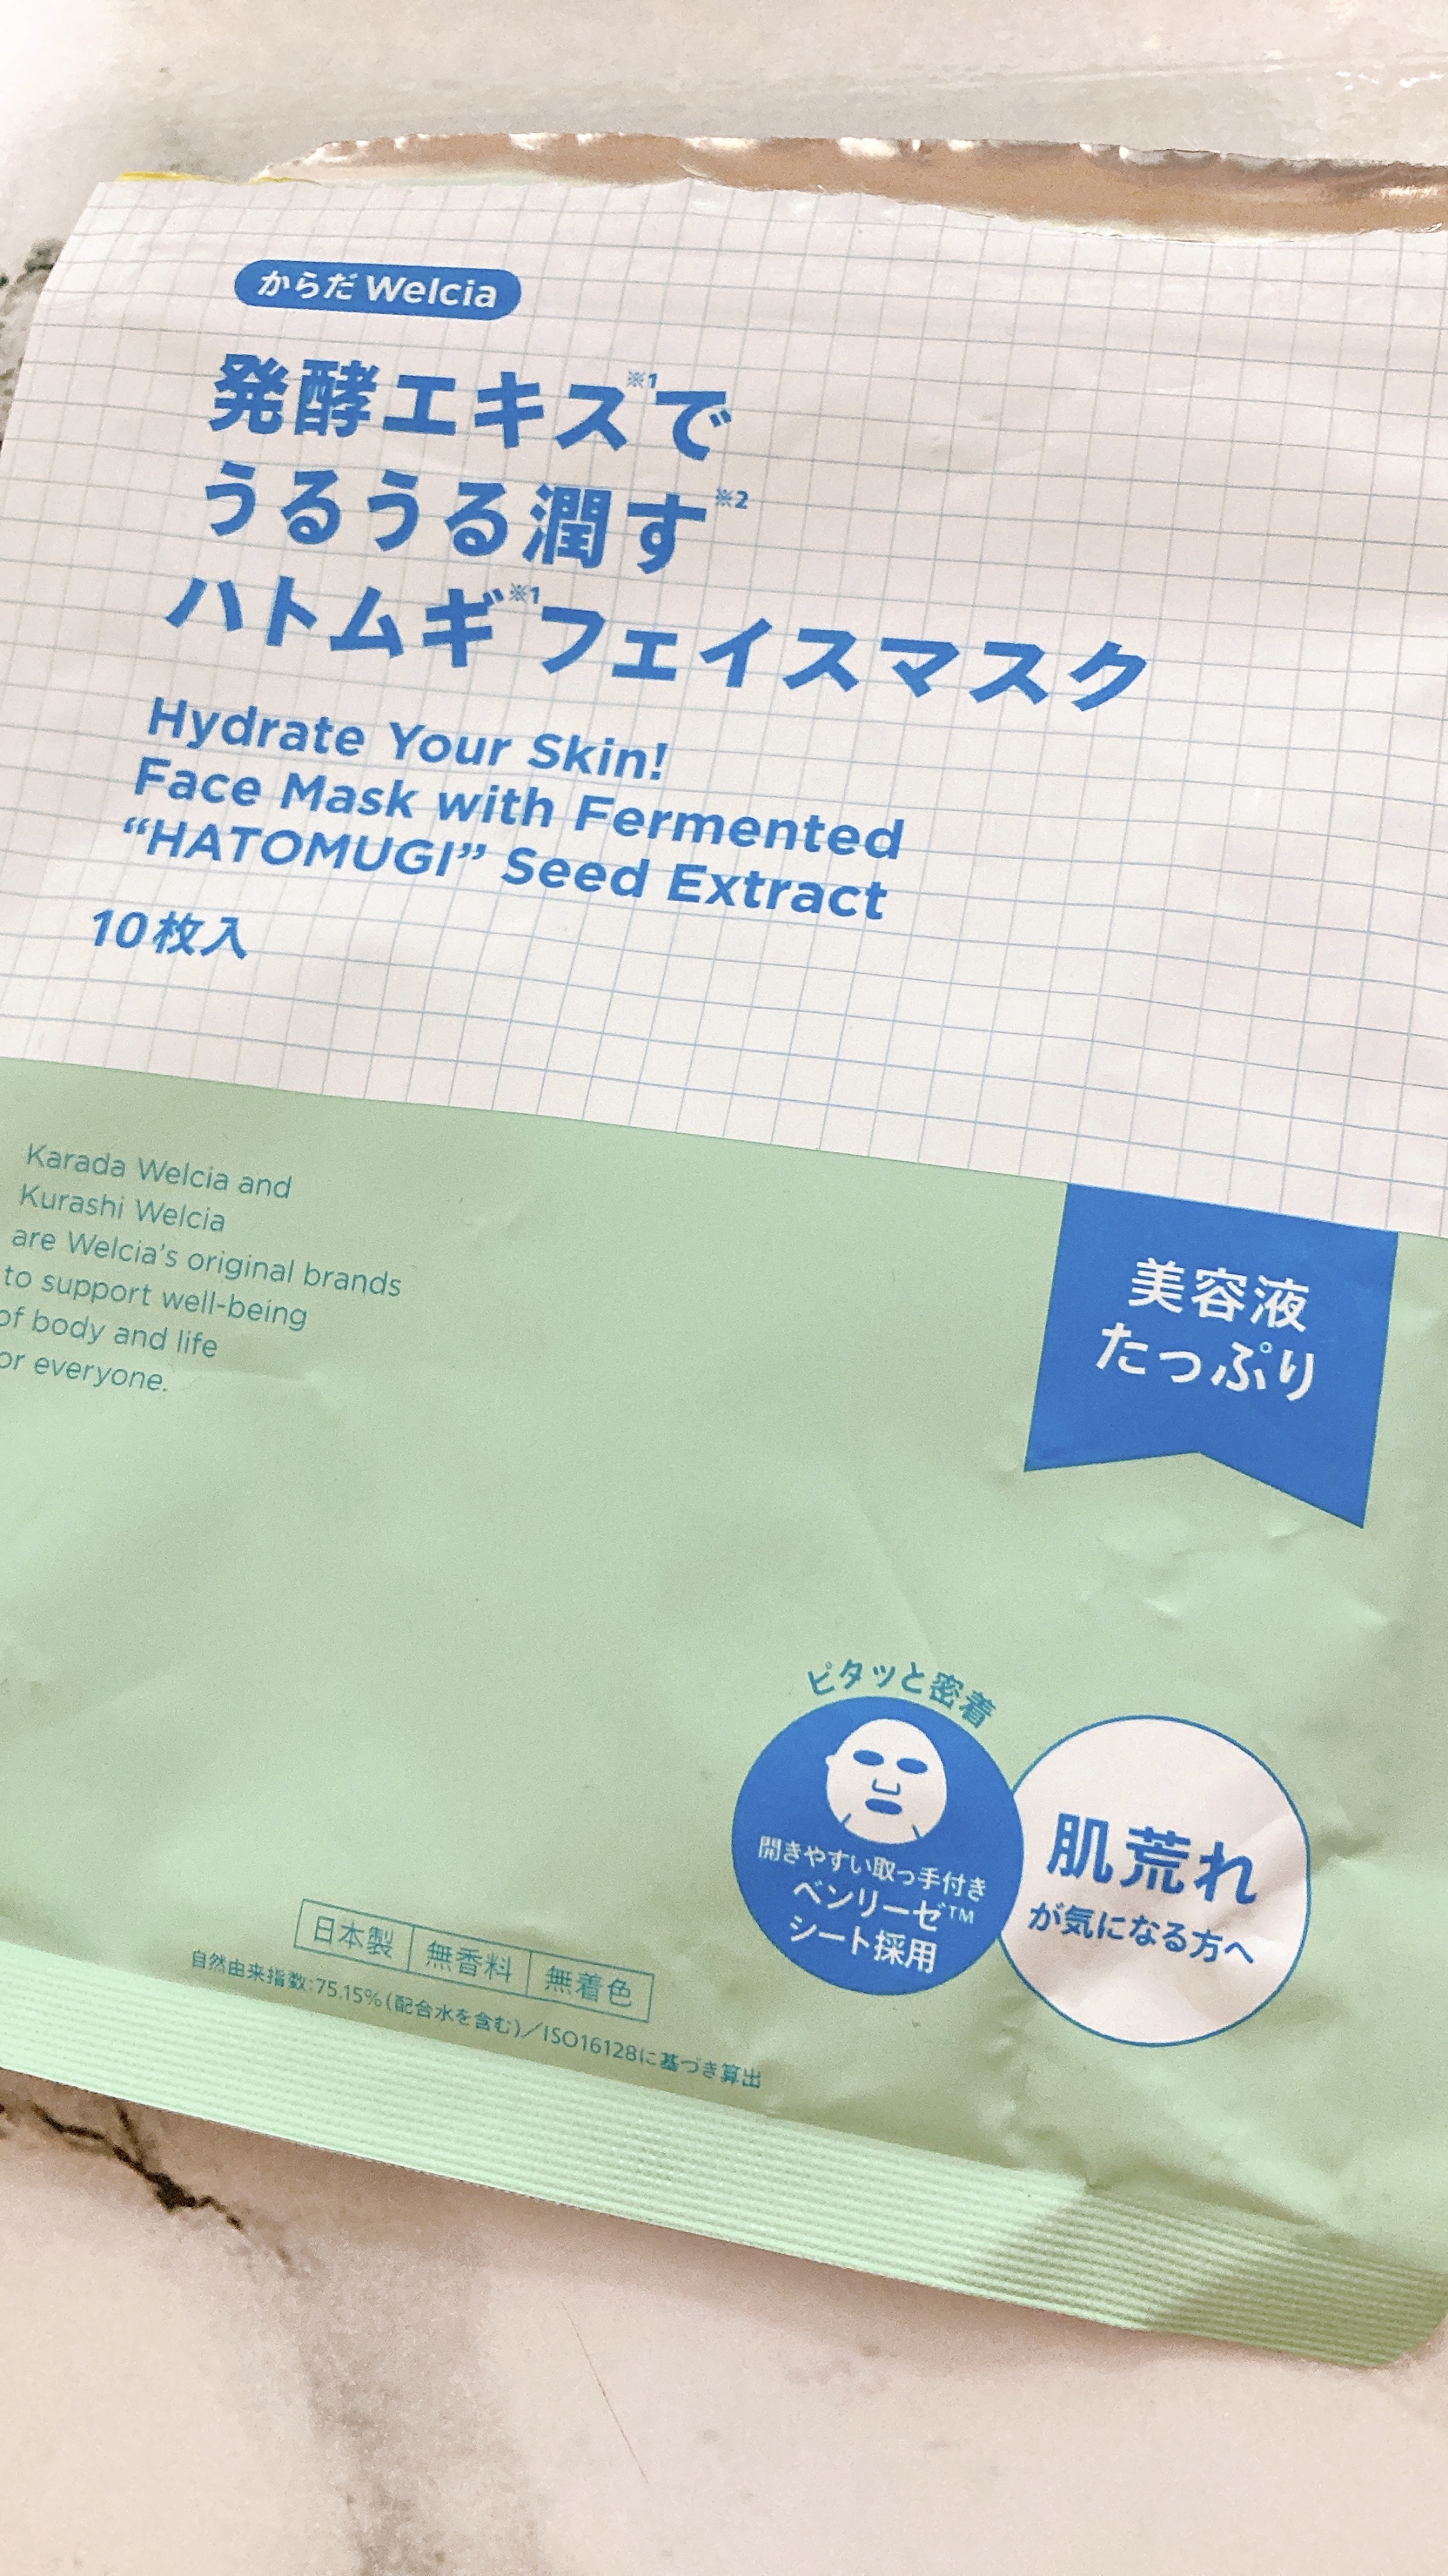 からだ Welcia
発酵エキス※1で
うるうる潤す※2
ハトムギ※1フェイスマスク
Hydrate Your Skin!
Face Mask with Fermented
“HATOMUGI” Seed Extract
10枚入
Karada Welcia and
Kurashi Welcia
are Welcia’s original brands
to support well-being
of body and life
or everyone.
美容液
たっぷり
ピタッと密着
開きやすい取っ手付き
ベンリーゼ™
シート採用
肌荒れ
が気になる方へ
日本製 無香料 無着色
自然由来指数:75.15%(配合水を含む)／ISO16128に基づき算出